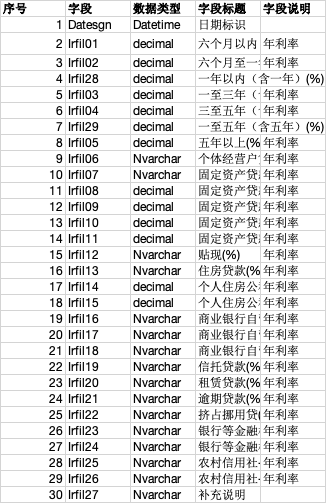 序号 字段 数据类型 字段标题 字段说明
1 Datesgn Datetime 日期标识
2 lrfil01 decimal 六个月以内 年利率
3 lrfil02 decimal 六个月至一 年利率
4 lrfil28 decimal 一年以内（含一年）(%)
5 lrfil03 decimal 一至三年（ 年利率
6 lrfil04 decimal 三至五年（ 年利率
7 lrfil29 decimal 一至五年（含五年）(%)
8 lrfil05 decimal 五年以上(% 年利率
9 lrfil06 Nvarchar 个体经营户 年利率
10 lrfil07 Nvarchar 固定资产贷 年利率
11 lrfil08 decimal 固定资产贷 年利率
12 lrfil09 decimal 固定资产贷 年利率
13 lrfil10 decimal 固定资产贷 年利率
14 lrfil11 decimal 固定资产贷 年利率
15 lrfil12 Nvarchar 贴现(%) 年利率
16 lrfil13 Nvarchar 住房贷款(% 年利率
17 lrfil14 decimal 个人住房公 年利率
18 lrfil15 decimal 个人住房公 年利率
19 lrfil16 Nvarchar 商业银行自 年利率
20 lrfil17 Nvarchar 商业银行自 年利率
21 lrfil18 Nvarchar 商业银行自 年利率
22 lrfil19 Nvarchar 信托贷款(% 年利率
23 lrfil20 Nvarchar 租赁贷款(% 年利率
24 lrfil21 Nvarchar 逾期贷款(% 年利率
25 lrfil22 Nvarchar 挤占挪用贷 年利率
26 lrfil23 Nvarchar 银行等金融 年利率
27 lrfil24 Nvarchar 银行等金融 年利率
28 lrfil25 Nvarchar 农村信用社 年利率
29 lrfil26 Nvarchar 农村信用社 年利率
30 lrfil27 Nvarchar 补充说明